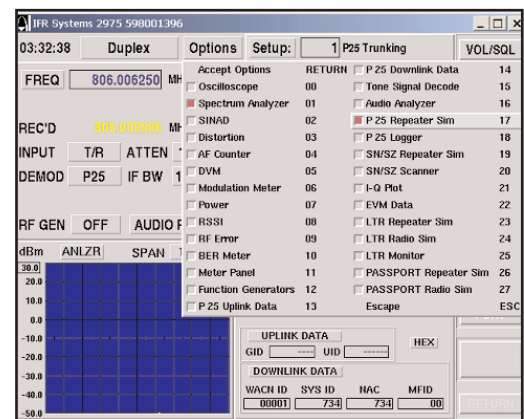 IFR Systems 2975 598001396
03:32:38 Duplex Options Setup: 1 P25 Trunking VOL/SQL
FREQ 806.006250 MH
REC'D MH
INPUT T/R ATTEN
DEMOD P25 IF BW 1
RF GEN OFF AUDIO F
dBm ANLZR SPAN
30.0
20.0
10.0
0.0
-10.0
-20.0
-30.0
-40.0
-50.0
Accept Options RETURN
Oscilloscope 00
Spectrum Analyzer 01
SINAD 02
Distortion 03
AF Counter 04
DVM 05
Modulation Meter 06
Power 07
RSSI 08
RF Error 09
BER Meter 10
Meter Panel 11
Function Generators 12
P 25 Uplink Data 13
P 25 Downlink Data 14
Tone Signal Decode 15
Audio Analyzer 16
P 25 Repeater Sim 17
P 25 Logger 18
SN/SZ Repeater Sim 19
SN/SZ Scanner 20
I-Q Plot 21
EVM Data 22
LTR Repeater Sim 23
LTR Radio Sim 24
LTR Monitor 25
PASSPORT Repeater Sim 26
PASSPORT Radio Sim 27
Escape ESC
UPLINK DATA
GID ---- UID ------
HEX
DOWNLINK DATA
WACN ID SYS ID NAC MFID
00001 734 734 00
RETURN